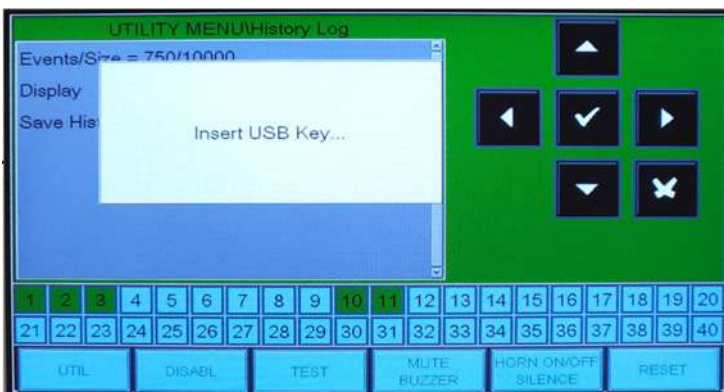 UTILITY MENU\History Log
Events/Size = 750/10000
Display
Save His
Insert USB Key...
1 2 3 4 5 6 7 8 9 10 11 12 13 14 15 16 17 18 19 20
21 22 23 24 25 26 27 28 29 30 31 32 33 34 35 36 37 38 39 40
UTIL DISABL TEST MUTE BUZZER HORN ON/OFF SILENCE RESET